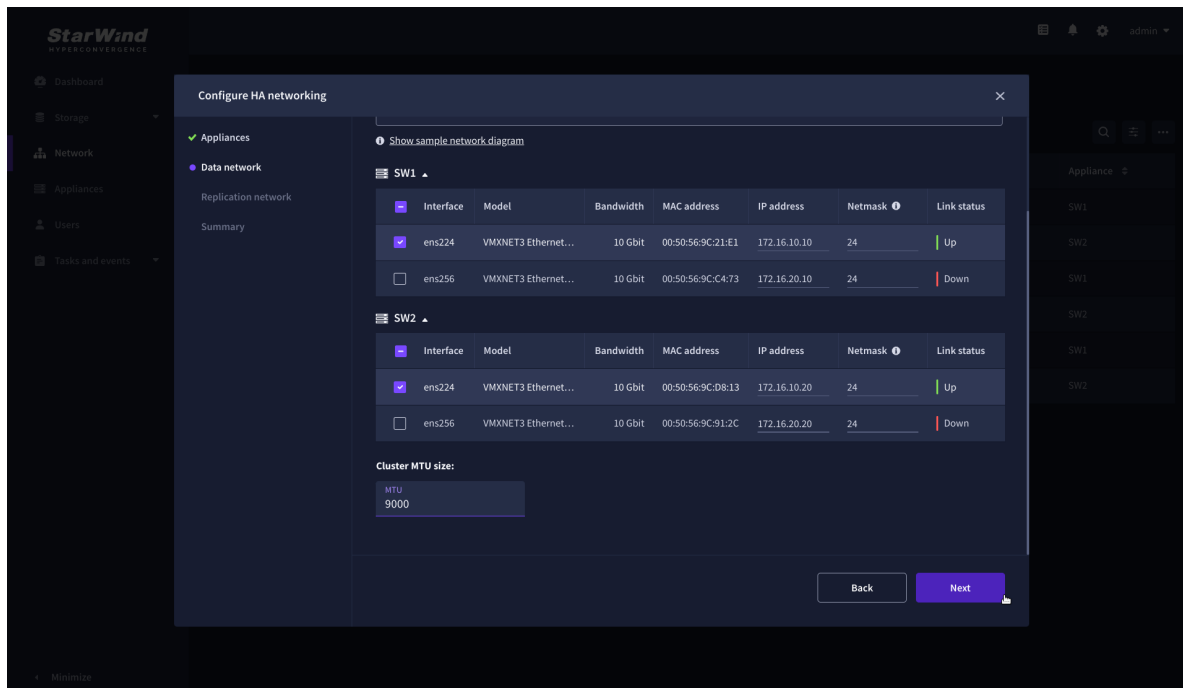 StarWind
HYPERCONVERGENCE
admin
Dashboard
Storage
Network
Appliances
Users
Tasks and events
Minimize
Appliance
SW1
SW2
SW1
SW2
SW1
SW2
Configure HA networking
Appliances
Data network
Replication network
Summary
Show sample network diagram
SW1
Interface Model Bandwidth MAC address IP address Netmask Link status
ens224 VMXNET3 Ethernet... 10 Gbit 00:50:56:9C:21:E1 172.16.10.10 24 Up
ens256 VMXNET3 Ethernet... 10 Gbit 00:50:56:9C:C4:73 172.16.20.10 24 Down
SW2
Interface Model Bandwidth MAC address IP address Netmask Link status
ens224 VMXNET3 Ethernet... 10 Gbit 00:50:56:9C:D8:13 172.16.10.20 24 Up
ens256 VMXNET3 Ethernet... 10 Gbit 00:50:56:9C:91:2C 172.16.20.20 24 Down
Cluster MTU size:
MTU
9000
Back Next